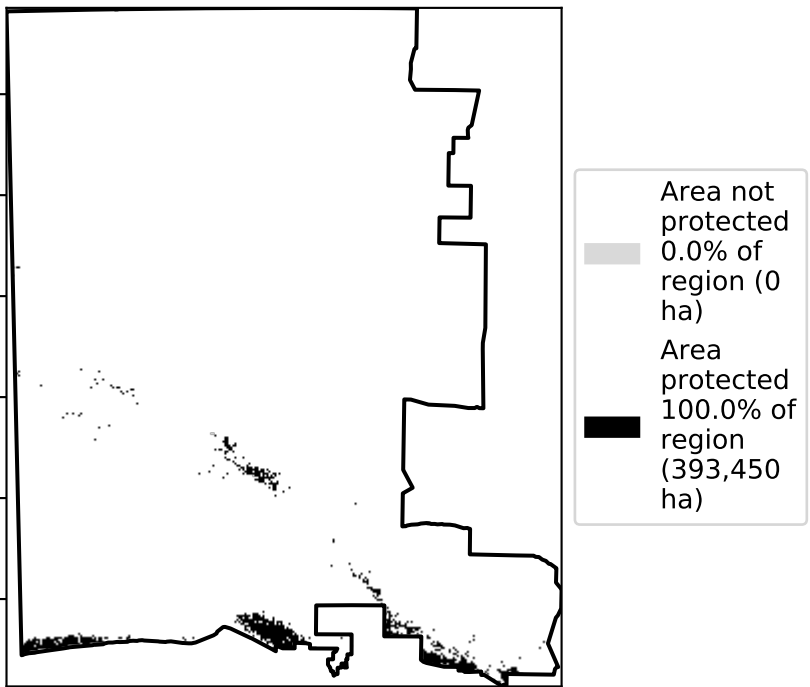 Area not
protected
0.0% of
region (0
ha)
Area
protected
100.0% of
region
(393,450
ha)